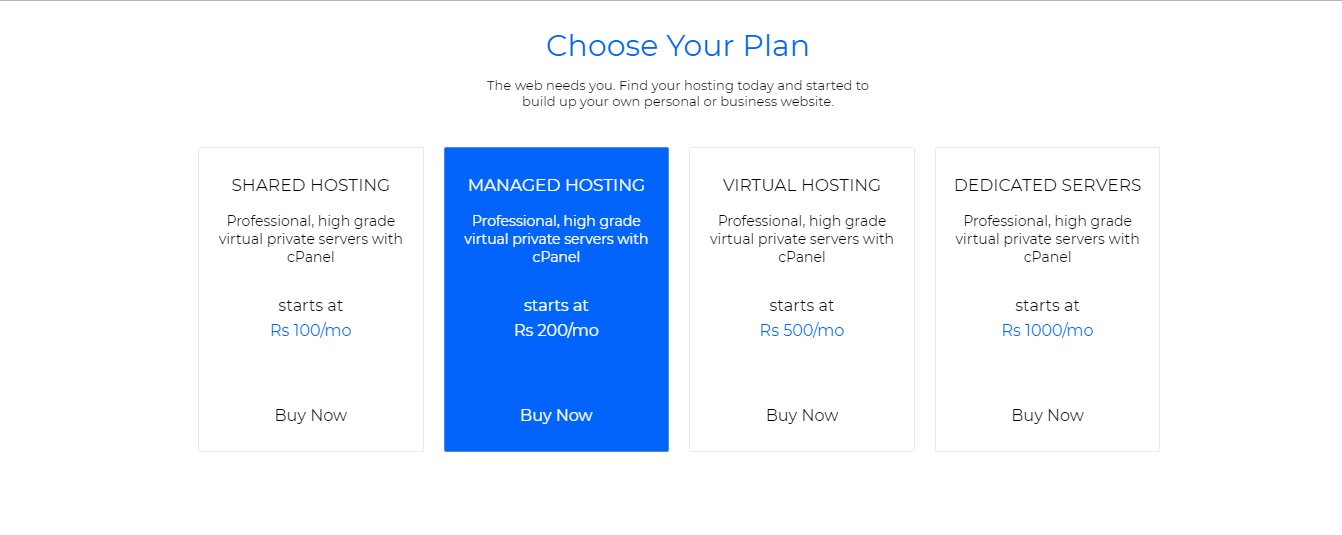 Choose Your Plan
The web needs you. Find your hosting today and started to
build up your own personal or business website.
SHARED HOSTING
Professional, high grade
virtual private servers with
cPanel
starts at
Rs 100/mo
Buy Now
MANAGED HOSTING
Professional, high grade
virtual private servers with
cPanel
starts at
Rs 200/mo
Buy Now
VIRTUAL HOSTING
Professional, high grade
virtual private servers with
cPanel
starts at
Rs 500/mo
Buy Now
DEDICATED SERVERS
Professional, high grade
virtual private servers with
cPanel
starts at
Rs 1000/mo
Buy Now